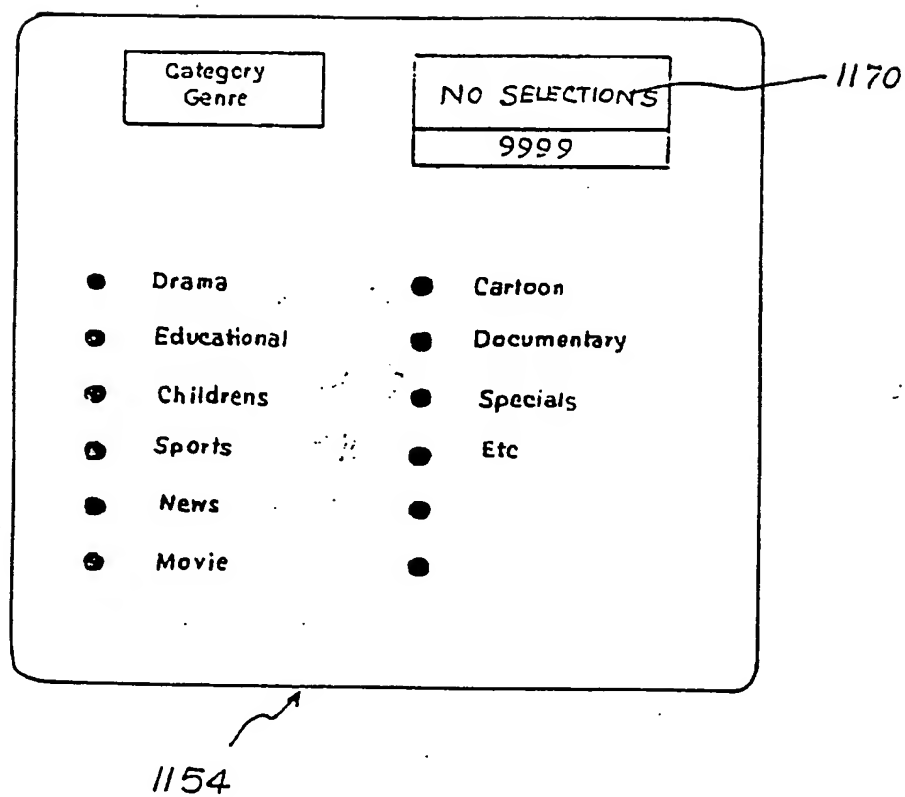 Category
Genre
NO SELECTIONS
1170
9999
Drama
Educational
Childrens
Sports
News
Movie
Cartoon
Documentary
Specials
Etc
1154